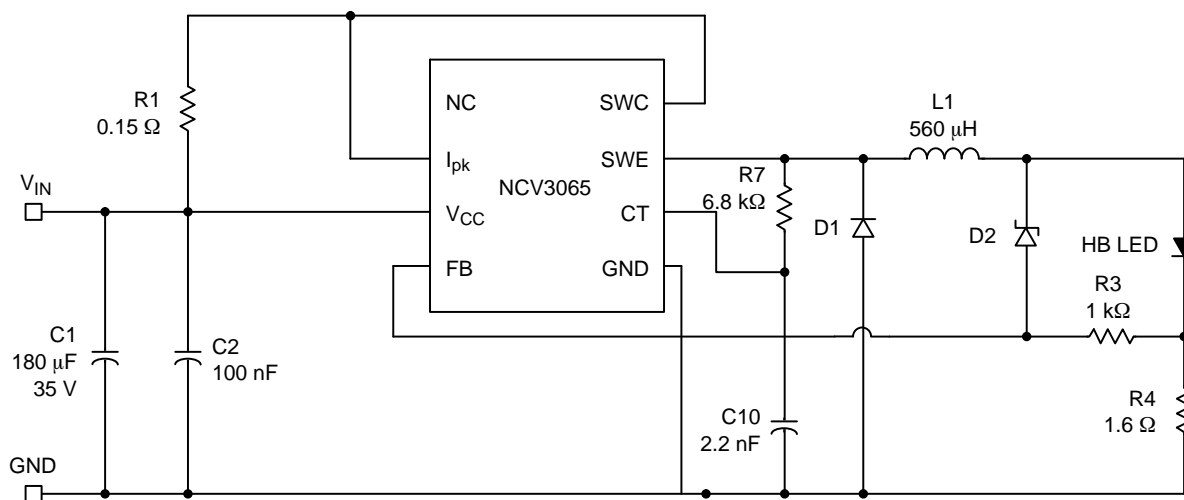 R1
0.15 Ω
NC
SWC
L1
560 μH
Ipk
SWE
NCV3065
R7
6.8 kΩ
VIN
VCC
CT
D1
D2
HB LED
FB
GND
R3
1 kΩ
C1
180 μF
35 V
C2
100 nF
R4
1.6 Ω
C10
2.2 nF
GND